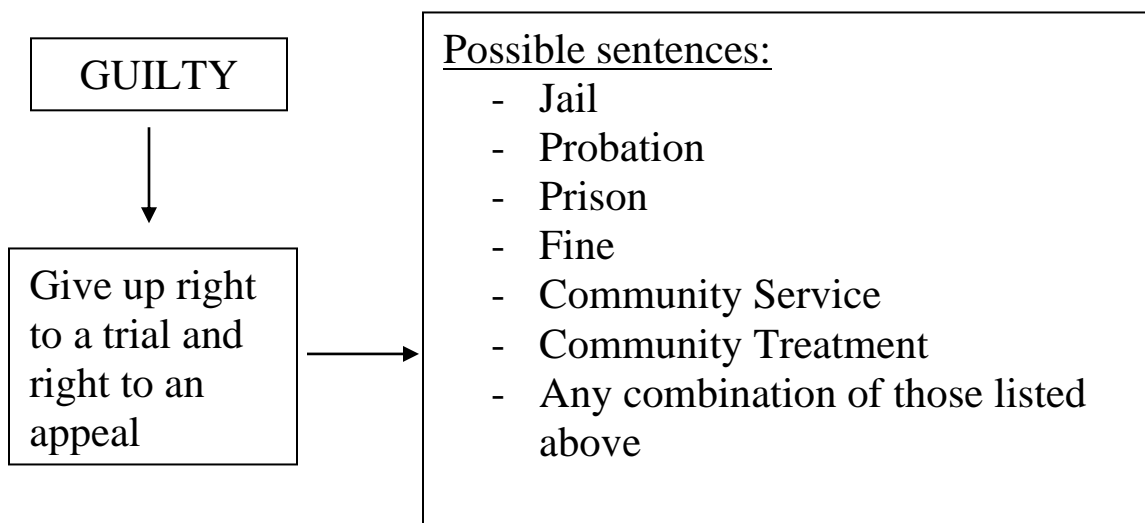 GUILTY
Give up right
to a trial and
right to an
appeal
Possible sentences:
- Jail
- Probation
- Prison
- Fine
- Community Service
- Community Treatment
- Any combination of those listed
above